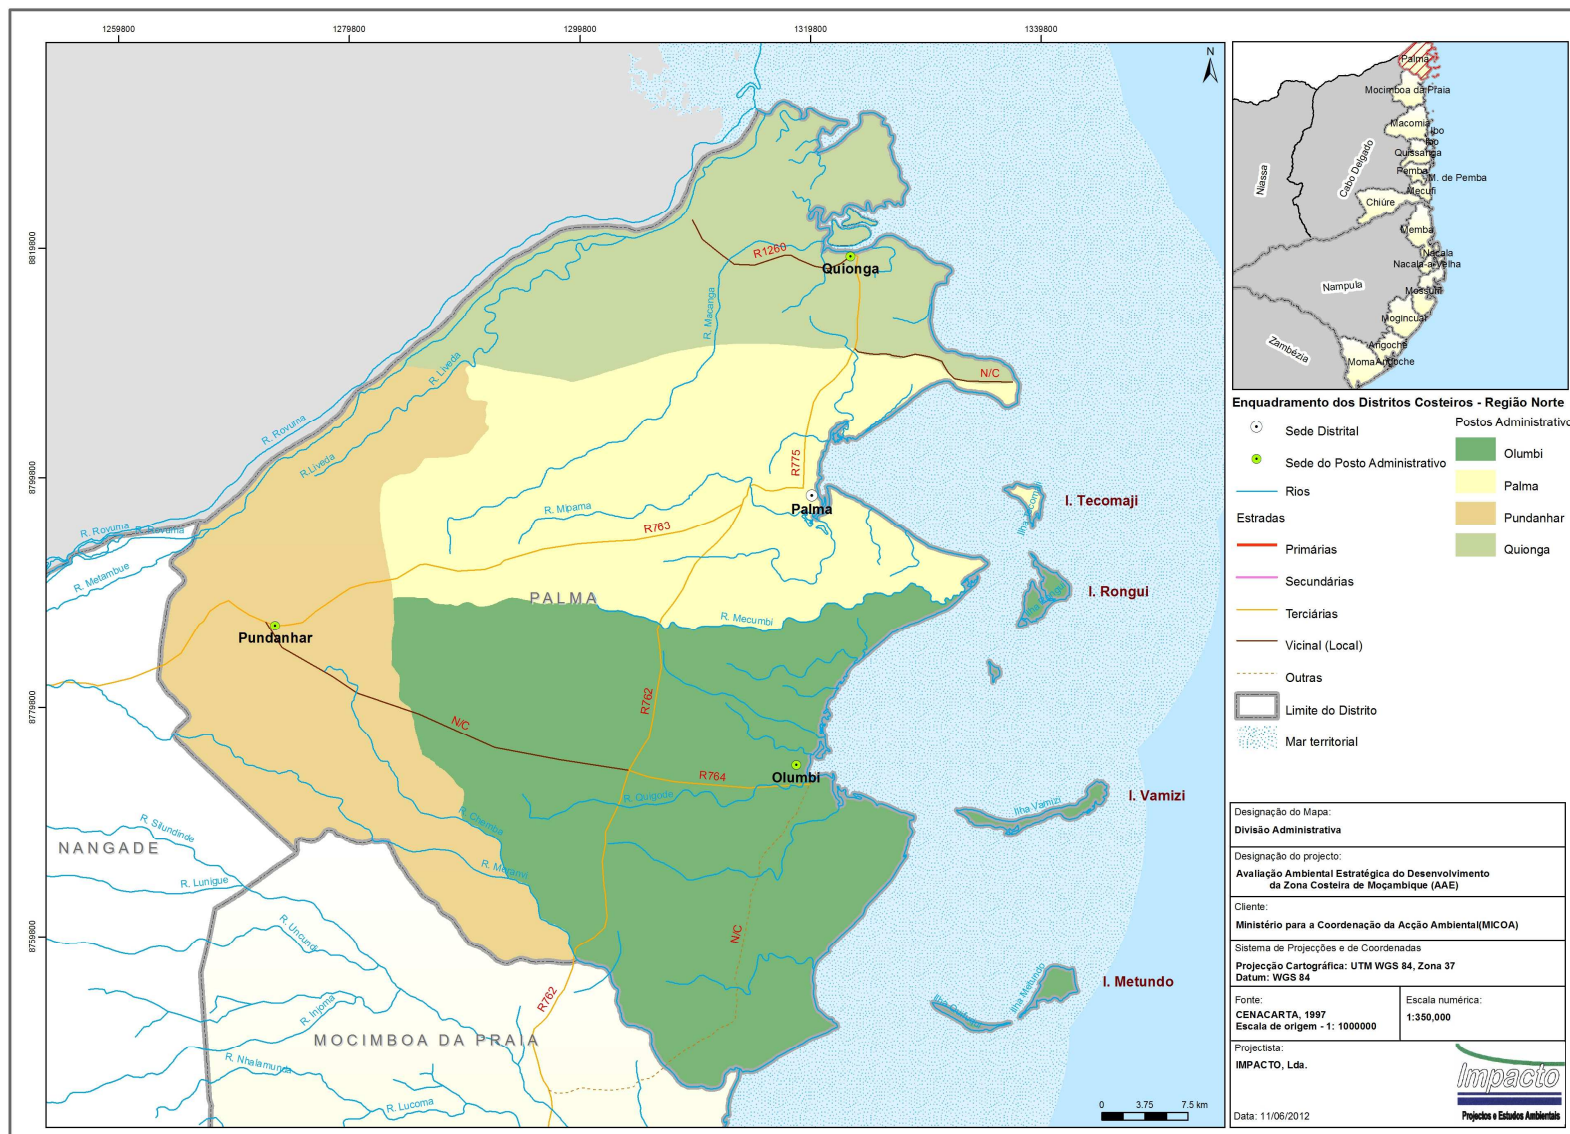 1259800
1279800
1299800
1319800
1339800
8819800
8799800
8779800
8759800
N
R1260
Quionga
R. Macanga
R. Liveda
N/C
R. Rovuma
R.Liveda
R775
I. Tecomaji
Ilha Tecomaji
R. Mipama
R763
Palma
R. Rovuma
R. Rovuma
R. Metambue
PALMA
I. Rongui
Ilha Rongui
R. Mecumbi
Pundanhar
R762
N/C
R764
Olumbi
R. Quigode
Ilha Vamizi
I. Vamizi
R. Chemba
R. Silundinde
NANGADE
R. Meranvi
R. Lunigue
R. Uncundi
N/C
Ilha Metundo
I. Metundo
R762
R. Injoma
MOCIMBOA DA PRAIA
R. Nhalamunda
R. Lucoma
0 3.75 7.5 km
Palma
Mocimboa da Praia
Macomia
Ibo
Ibo
Quissanga
Pemba
M. de Pemba
Mecufi
Chiúre
Cabo Delgado
Niassa
Memba
Nacala
Nacala-a-Velha
Nampula
Mossuril
Mogincual
Angoche
Zambézia
Moma
Angoche
Enquadramento dos Distritos Costeiros - Região Norte
Sede Distrital
Sede do Posto Administrativo
Rios
Estradas
Primárias
Secundárias
Terciárias
Vicinal (Local)
Outras
Limite do Distrito
Mar territorial
Postos Administrativo
Olumbi
Palma
Pundanhar
Quionga
Designação do Mapa:
Divisão Administrativa
Designação do projecto:
Avaliação Ambiental Estratégica do Desenvolvimento
da Zona Costeira de Moçambique (AAE)
Cliente:
Ministério para a Coordenação da Acção Ambiental(MICOA)
Sistema de Projecções e de Coordenadas
Projecção Cartográfica: UTM WGS 84, Zona 37
Datum: WGS 84
Fonte:
CENACARTA, 1997
Escala de origem - 1: 1000000
Escala numérica:
1:350,000
Projectista:
IMPACTO, Lda.
Data: 11/06/2012
Impacto
Projectos e Estudos Ambientais